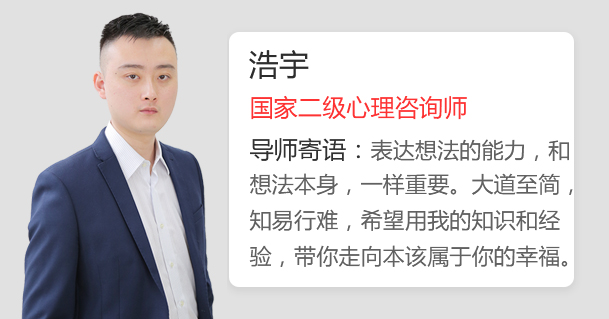 浩宇
国家二级心理咨询师
导师寄语：表达想法的能力，和
想法本身，一样重要。大道至简，
知易行难，希望用我的知识和经
验，带你走向本该属于你的幸福。